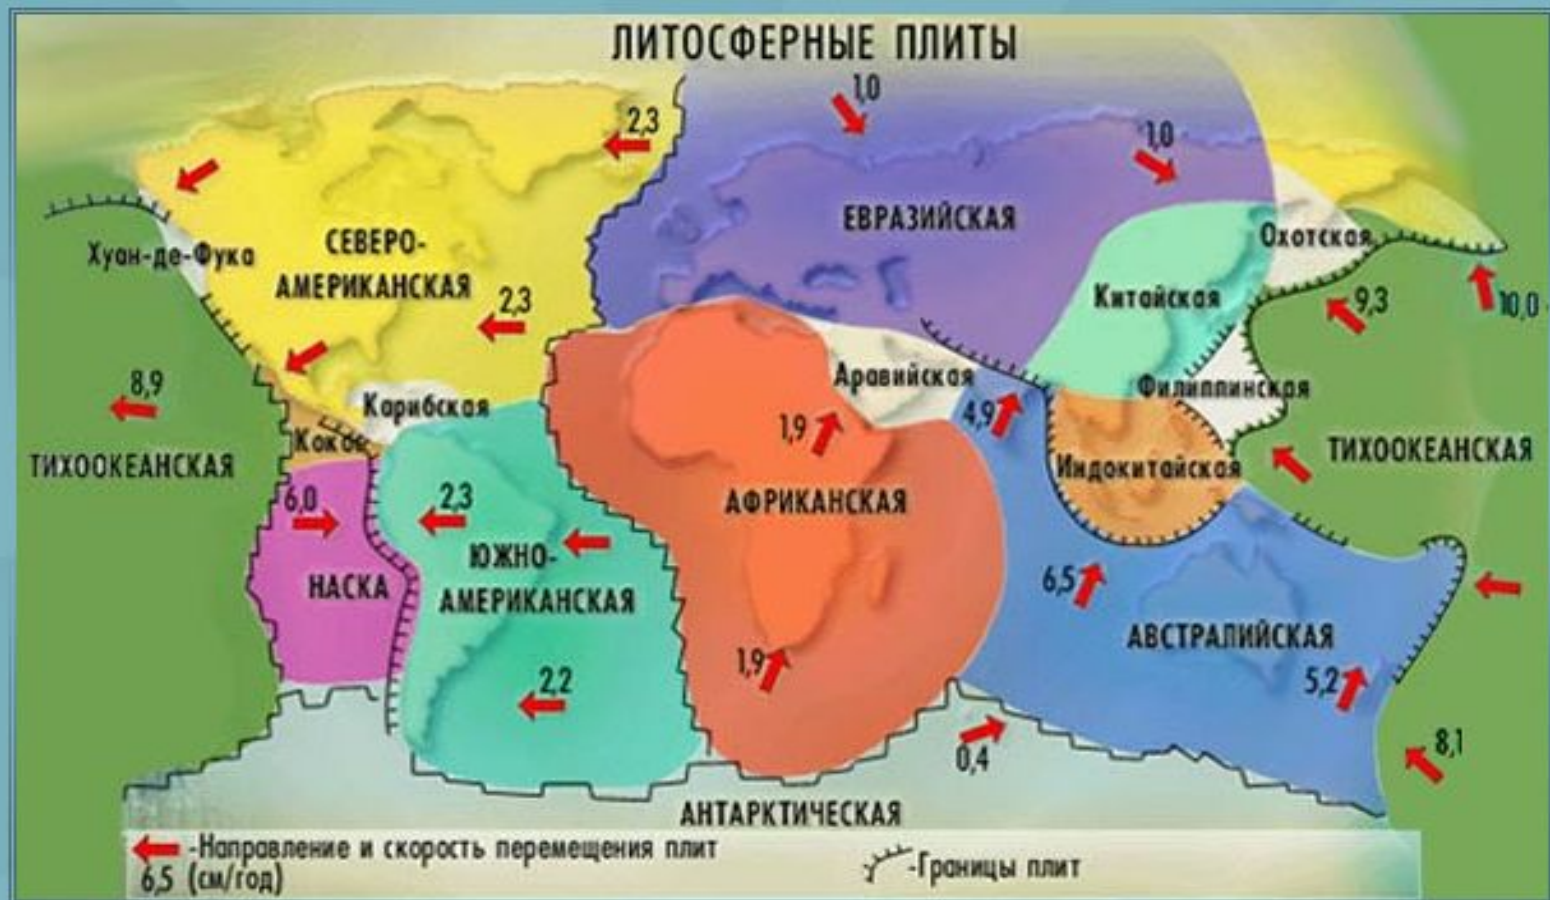 ЛИТОСФЕРНЫЕ ПЛИТЫ
1,0
2,3
1,0
ЕВРАЗИЙСКАЯ
Хуан-де-Фука
СЕВЕРО-
АМЕРИКАНСКАЯ
2,3
Охотская
Китайская
9,3
10,0
8,9
Карибская
Аравийская
Филиппинская
4,9
1,9
Кокос
ТИХООКЕАНСКАЯ
Индокитайская
ТИХООКЕАНСКАЯ
6,0
2,3
АФРИКАНСКАЯ
НАСКА
ЮЖНО-
АМЕРИКАНСКАЯ
6,5
АВСТРАЛИЙСКАЯ
1,9
2,2
5,2
0,4
8,1
АНТАРКТИЧЕСКАЯ
-Направление и скорость перемещения плит
6,5 (см/год)
-Границы плит